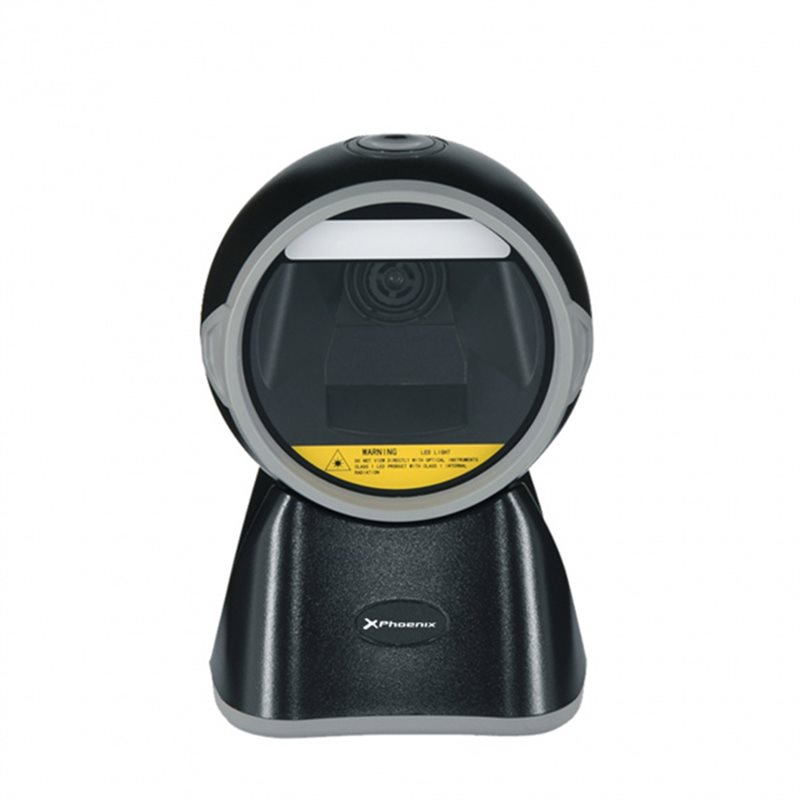 WARNING LED LIGHT
DO NOT VIEW DIRECTLY WITH OPTICAL INSTRUMENTS
CLASS 1 LED PRODUCT WITH CLASS 1 INTERNAL
RADIATION
XPhoenix